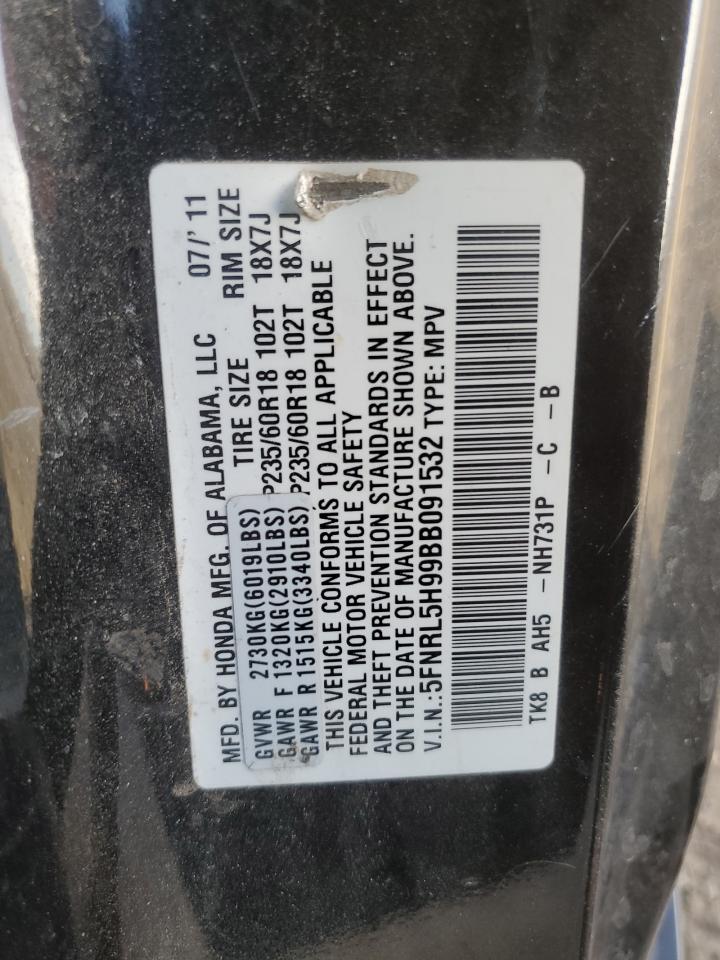 MFD. BY HONDA MFG. OF ALABAMA, LLC 07/' 11
TIRE SIZE RIM SIZE
GVWR 2730KG(6019LBS)
GAWR F 1320KG(2910LBS) P235/60R18 102T 18X7J
GAWR R 1515KG(3340LBS) P235/60R18 102T 18X7J
THIS VEHICLE CONFORMS TO ALL APPLICABLE
FEDERAL MOTOR VEHICLE SAFETY
AND THEFT PREVENTION STANDARDS IN EFFECT
ON THE DATE OF MANUFACTURE SHOWN ABOVE.
V.I.N.:5FNRL5H99BB091532 TYPE: MPV
TK8 B AH5 -NH731P -C -B